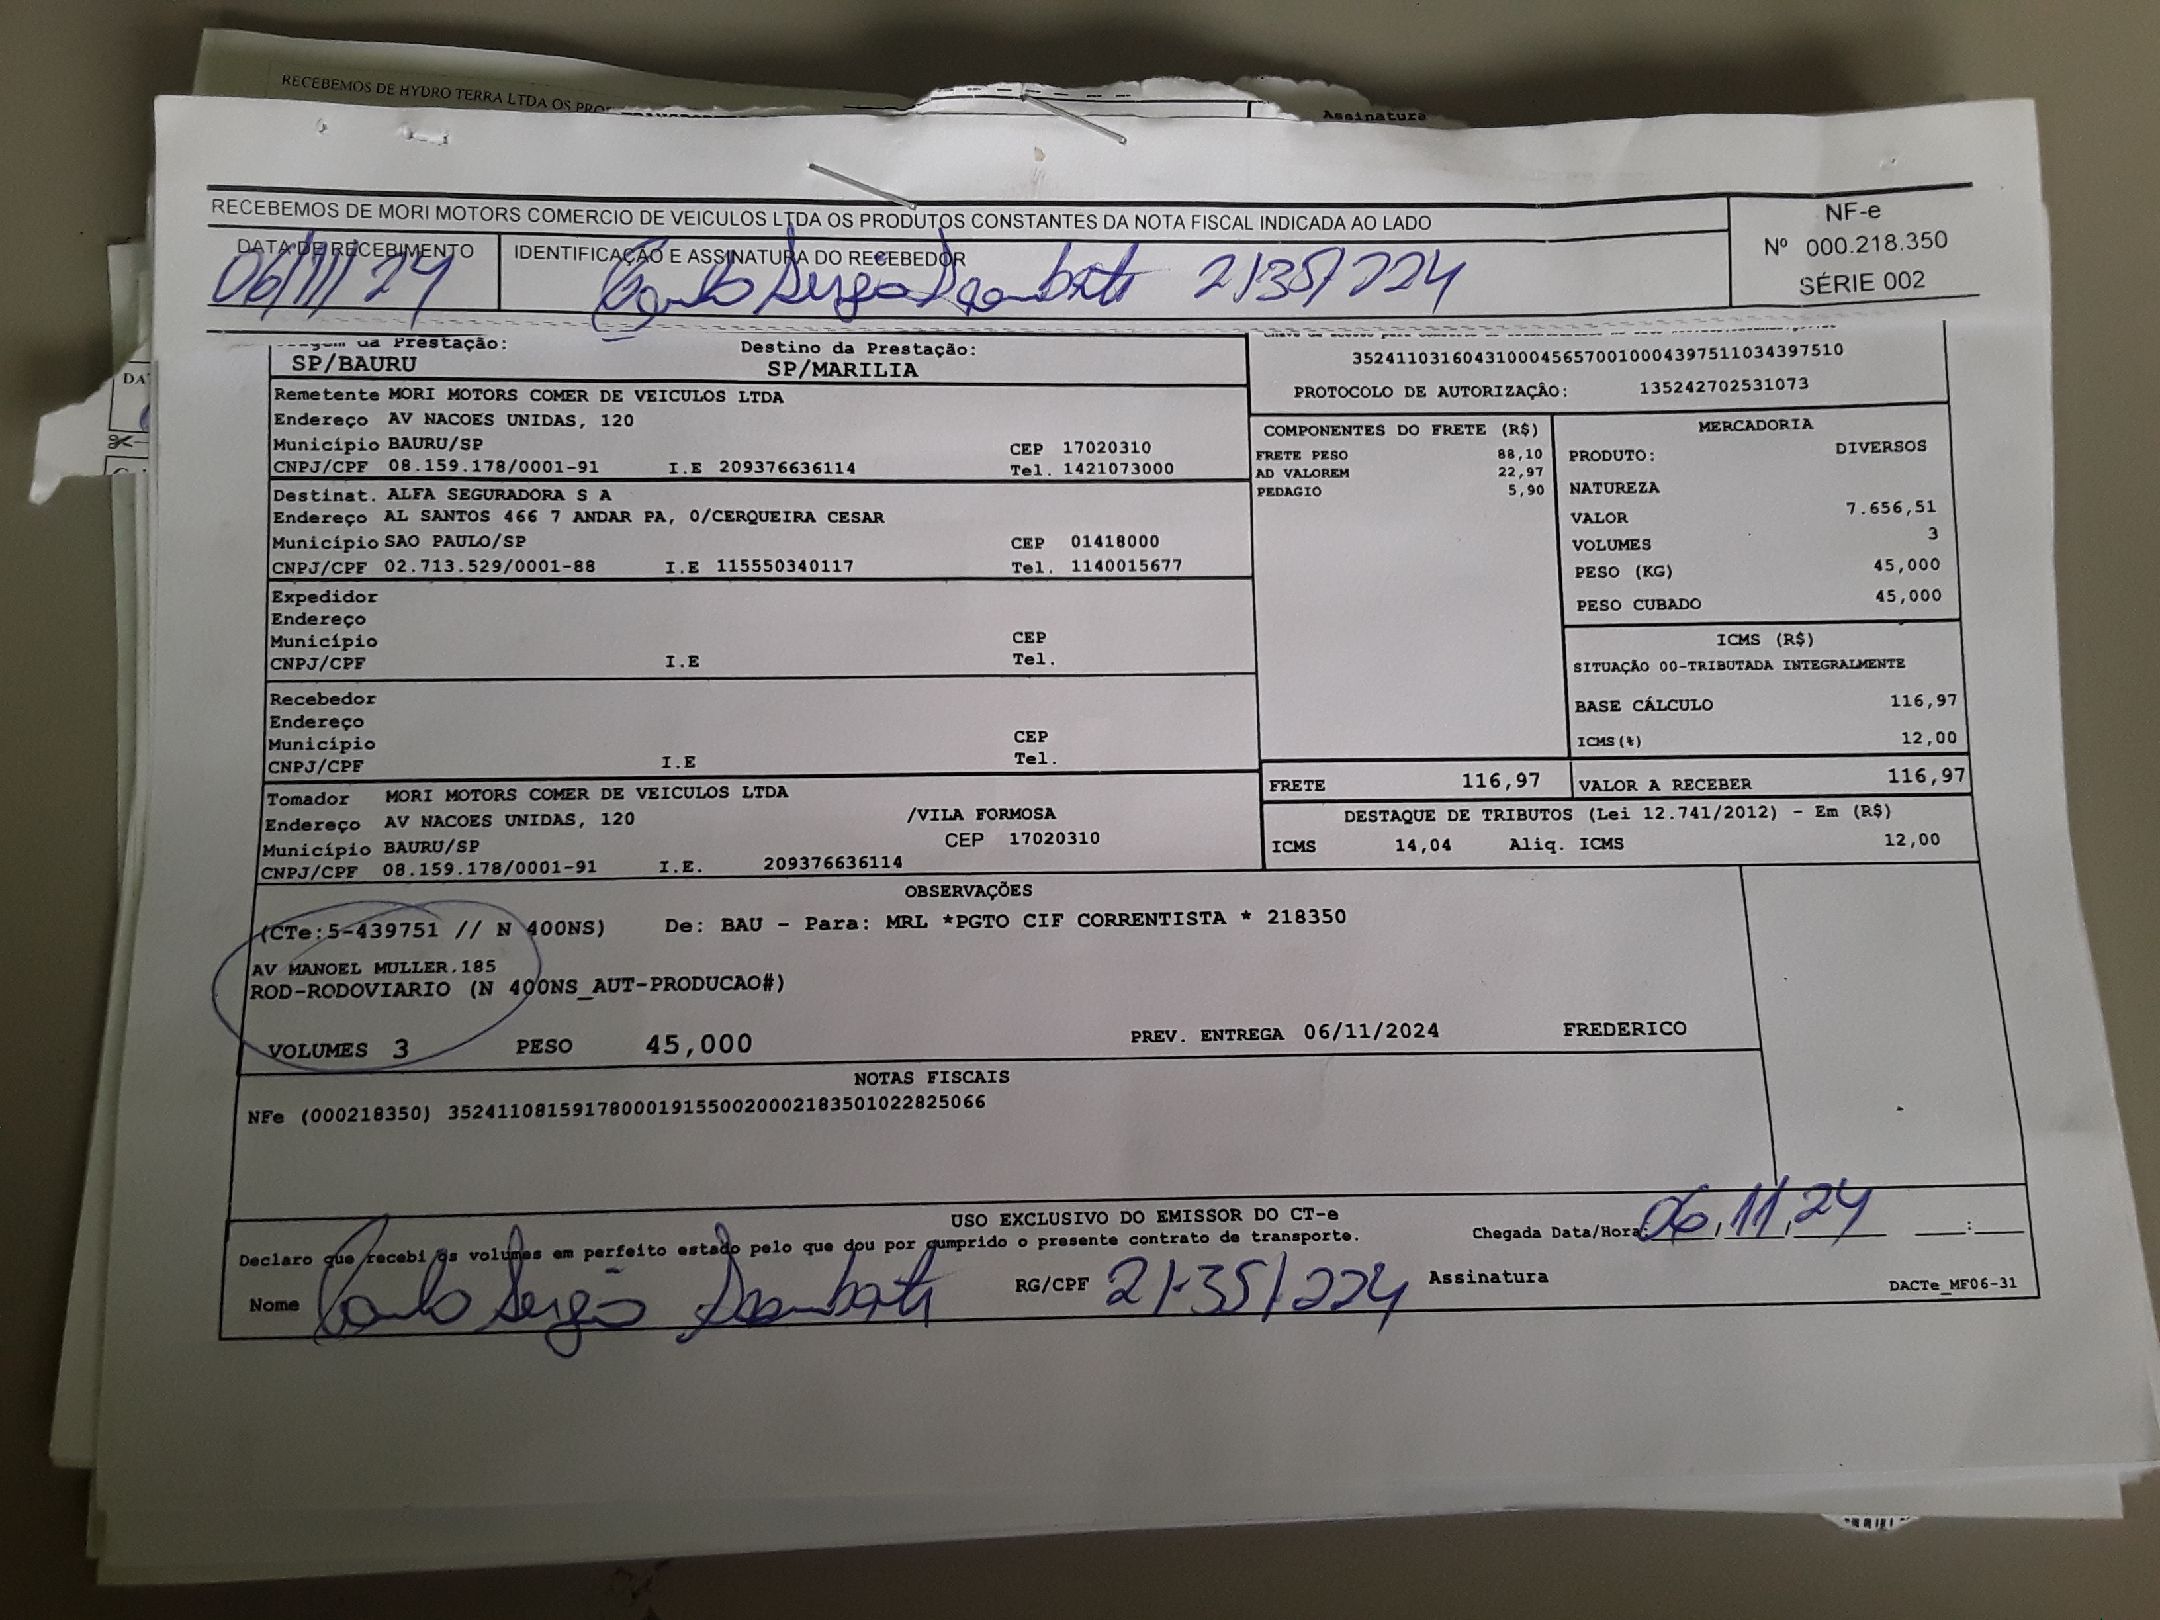 RECEBEMOS DE HYDRO TERRA LTDA OS PRO
Assinatura
RECEBEMOS DE MORI MOTORS COMERCIO DE VEICULOS LTDA OS PRODUTOS CONSTANTES DA NOTA FISCAL INDICADA AO LADO
NF-e
Nº 000.218.350
SÉRIE 002
DATA DE RECEBIMENTO
IDENTIFICAÇÃO E ASSINATURA DO RECEBEDOR
06/11/24
Sergio 21351224
da Prestação:
Destino da Prestação:
SP/BAURU
SP/MARILIA
35241103160431000456570010004397511034397510
PROTOCOLO DE AUTORIZAÇÃO: 135242702531073
Remetente MORI MOTORS COMER DE VEICULOS LTDA
Endereço AV NACOES UNIDAS, 120
Município BAURU/SP CEP 17020310
CNPJ/CPF 08.159.178/0001-91 I.E 209376636114 Tel. 1421073000
Destinat. ALFA SEGURADORA S A
Endereço AL SANTOS 466 7 ANDAR PA, 0/CERQUEIRA CESAR
Município SAO PAULO/SP CEP 01418000
CNPJ/CPF 02.713.529/0001-88 I.E 115550340117 Tel. 1140015677
Expedidor
Endereço
Município CEP
CNPJ/CPF I.E Tel.
Recebedor
Endereço
Município CEP
CNPJ/CPF I.E Tel.
Tomador MORI MOTORS COMER DE VEICULOS LTDA
Endereço AV NACOES UNIDAS, 120 /VILA FORMOSA
Município BAURU/SP CEP 17020310
CNPJ/CPF 08.159.178/0001-91 I.E. 209376636114
COMPONENTES DO FRETE (R$)
FRETE PESO 88,10
AD VALOREM 22,97
PEDAGIO 5,90
MERCADORIA
PRODUTO: DIVERSOS
NATUREZA
VALOR 7.656,51
VOLUMES 3
PESO (KG) 45,000
PESO CUBADO 45,000
ICMS (R$)
SITUAÇÃO 00-TRIBUTADA INTEGRALMENTE
BASE CÁLCULO 116,97
ICMS(%) 12,00
FRETE 116,97
VALOR A RECEBER 116,97
DESTAQUE DE TRIBUTOS (Lei 12.741/2012) - Em (R$)
ICMS 14,04 Aliq. ICMS 12,00
OBSERVAÇÕES
(CTe:5-439751 // N 400NS) De: BAU - Para: MRL *PGTO CIF CORRENTISTA * 218350
AV MANOEL MULLER.185
ROD-RODOVIARIO (N 400NS_AUT-PRODUCAO#)
VOLUMES 3 PESO 45,000 PREV. ENTREGA 06/11/2024 FREDERICO
NOTAS FISCAIS
NFe (000218350) 35241108159178000191550020002183501022825066
USO EXCLUSIVO DO EMISSOR DO CT-e
Declaro que recebi os volumes em perfeito estado pelo que dou por cumprido o presente contrato de transporte.
Chegada Data/Hora: 06,11,24 :
Nome Sergio RG/CPF 21351224 Assinatura
DACTe_MF06-31